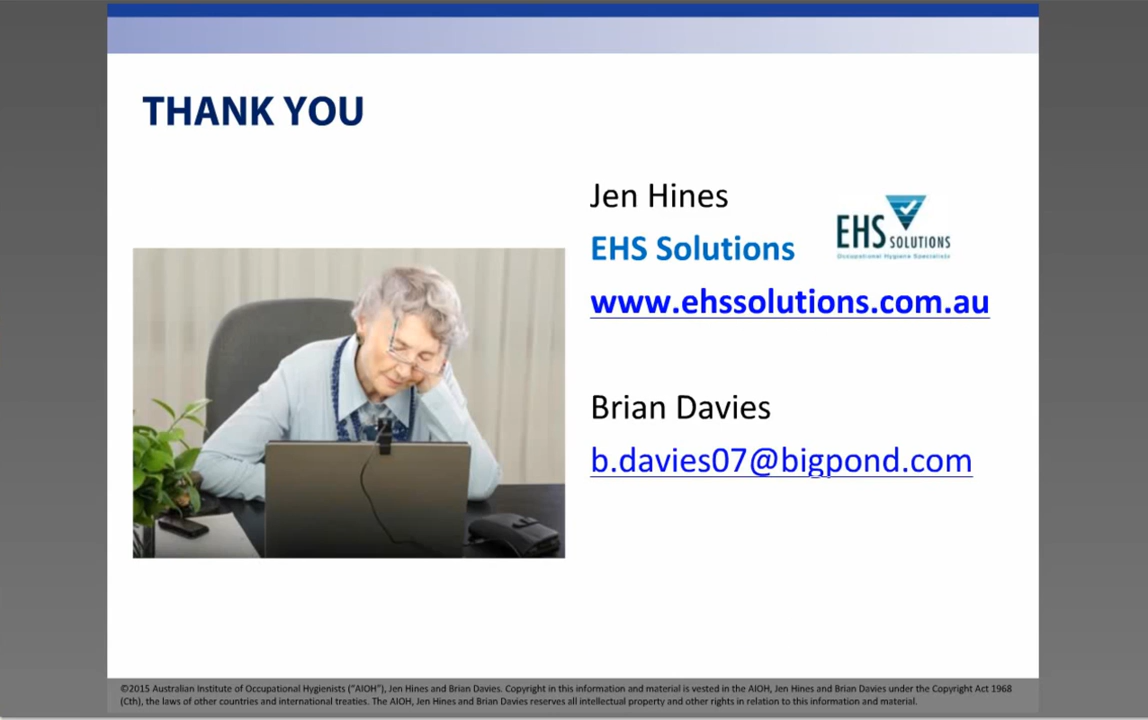 THANK YOU
Jen Hines
EHS Solutions
EHS SOLUTIONS
Occupational Hygiene Specialists
www.ehssolutions.com.au
Brian Davies
b.davies07@bigpond.com
©2015 Australian Institute of Occupational Hygienists (“AIOH”), Jen Hines and Brian Davies. Copyright in this information and material is vested in the AIOH, Jen Hines and Brian Davies under the Copyright Act 1968
(Cth), the laws of other countries and international treaties. The AIOH, Jen Hines and Brian Davies reserves all intellectual property and other rights in relation to this information and material.